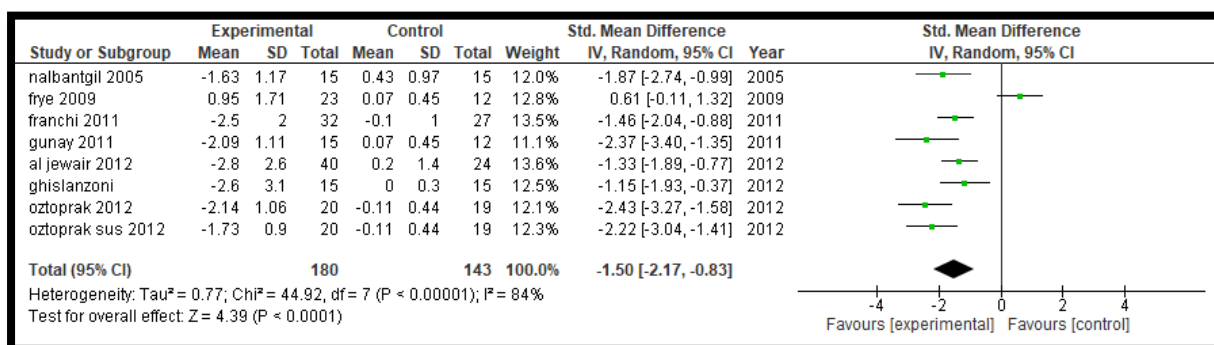 Experimental Control Std. Mean Difference Std. Mean Difference
Study or Subgroup Mean SD Total Mean SD Total Weight IV, Random, 95% CI Year IV, Random, 95% CI
nalbantgil 2005 -1.63 1.17 15 0.43 0.97 15 12.0% -1.87 [-2.74, -0.99] 2005
frye 2009 0.95 1.71 23 0.07 0.45 12 12.8% 0.61 [-0.11, 1.32] 2009
franchi 2011 -2.5 2 32 -0.1 1 27 13.5% -1.46 [-2.04, -0.88] 2011
gunay 2011 -2.09 1.11 15 0.07 0.45 12 11.1% -2.37 [-3.40, -1.35] 2011
al jewair 2012 -2.8 2.6 40 0.2 1.4 24 13.6% -1.33 [-1.89, -0.77] 2012
ghislanzoni -2.6 3.1 15 0 0.3 15 12.5% -1.15 [-1.93, -0.37] 2012
oztoprak 2012 -2.14 1.06 20 -0.11 0.44 19 12.1% -2.43 [-3.27, -1.58] 2012
oztoprak sus 2012 -1.73 0.9 20 -0.11 0.44 19 12.3% -2.22 [-3.04, -1.41] 2012
Total (95% CI) 180 143 100.0% -1.50 [-2.17, -0.83]
Heterogeneity: Tau² = 0.77; Chi² = 44.92, df = 7 (P < 0.00001); I² = 84%
Test for overall effect: Z = 4.39 (P < 0.0001)
-4 -2 0 2 4
Favours [experimental] Favours [control]